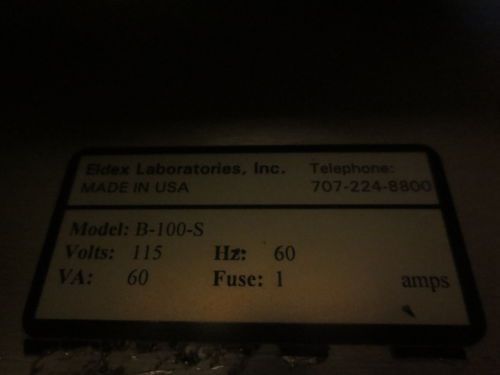 Eldex Laboratories, Inc. Telephone:
MADE IN USA 707-224-8800
Model: B-100-S
Volts: 115 Hz: 60
VA: 60 Fuse: 1 amps